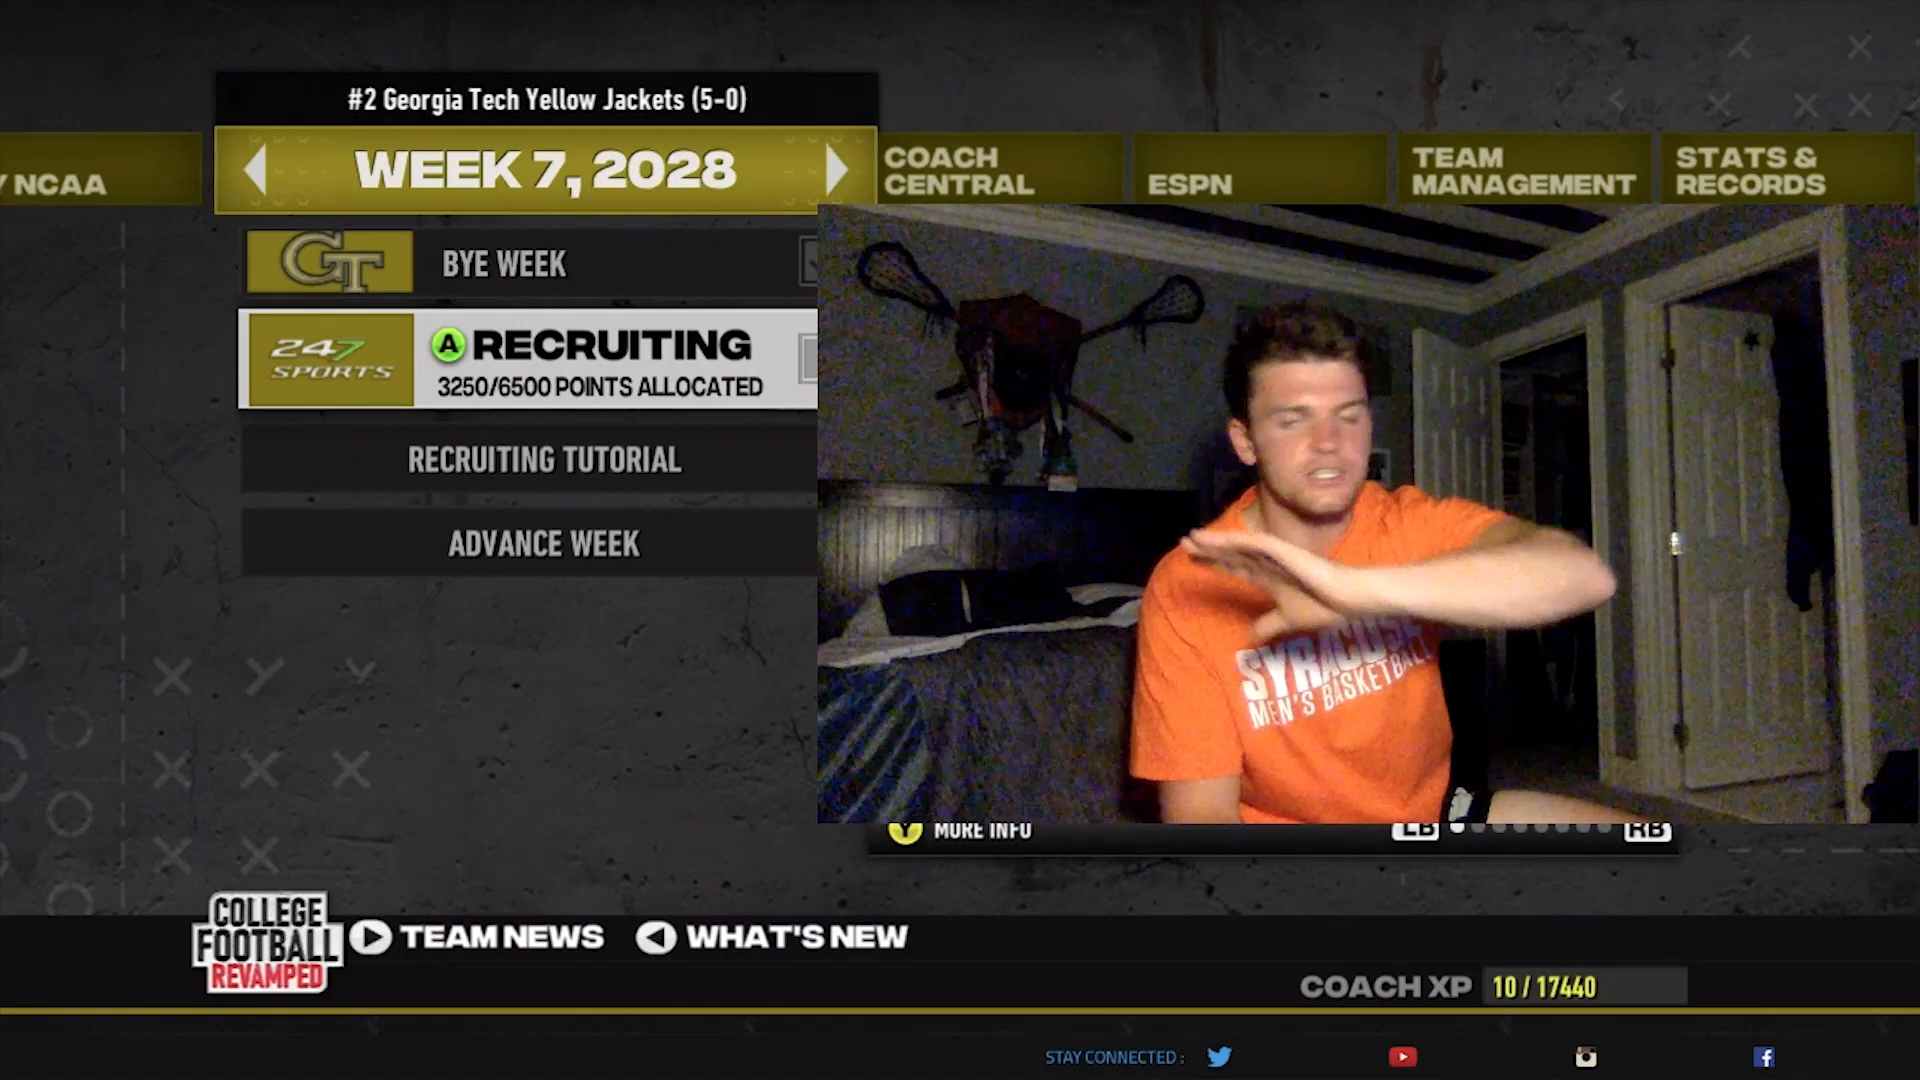 #2 Georgia Tech Yellow Jackets (5-0)
Y NCAA
WEEK 7, 2028
COACH CENTRAL
ESPN
TEAM MANAGEMENT
STATS & RECORDS
GT
BYE WEEK
247 SPORTS
A RECRUITING
3250/6500 POINTS ALLOCATED
RECRUITING TUTORIAL
ADVANCE WEEK
SYRACUSE
MEN'S BASKETBALL
Y MORE INFO
LB
RB
COLLEGE FOOTBALL REVAMPED
TEAM NEWS
WHAT'S NEW
COACH XP
10 / 17440
STAY CONNECTED :